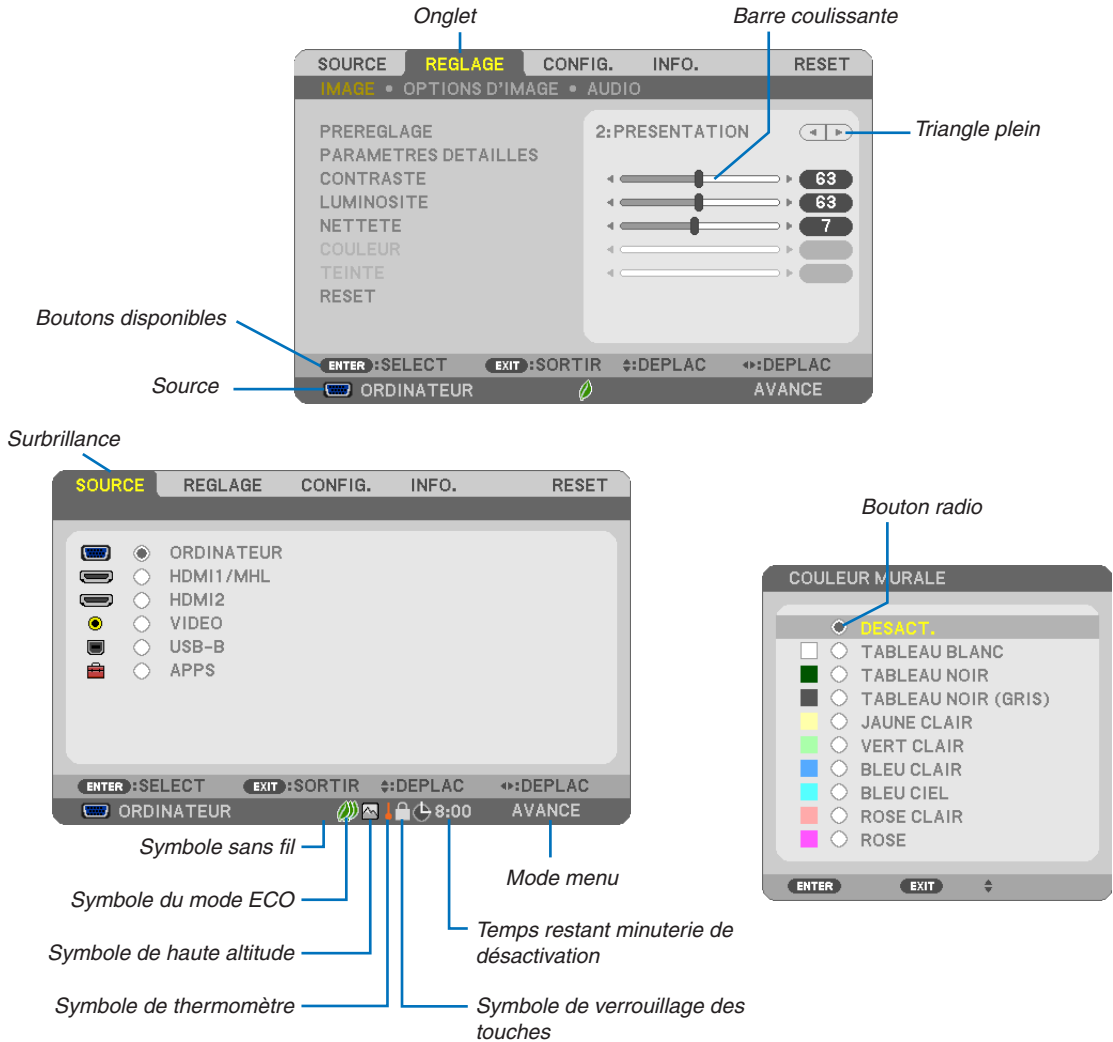 Onglet
Barre coulissante
SOURCE REGLAGE CONFIG. INFO. RESET
IMAGE • OPTIONS D'IMAGE • AUDIO
PREREGLAGE 2:PRESENTATION
Triangle plein
PARAMETRES DETAILLES
CONTRASTE 63
LUMINOSITE 63
NETTETE 7
COULEUR
TEINTE
RESET
Boutons disponibles
ENTER :SELECT EXIT :SORTIR :DEPLAC :DEPLAC
Source
ORDINATEUR AVANCE
Surbrillance
SOURCE REGLAGE CONFIG. INFO. RESET
ORDINATEUR
HDMI1/MHL
HDMI2
VIDEO
USB-B
APPS
ENTER :SELECT EXIT :SORTIR :DEPLAC :DEPLAC
ORDINATEUR 8:00 AVANCE
Symbole sans fil
Symbole du mode ECO
Symbole de haute altitude
Symbole de thermomètre
Mode menu
Temps restant minuterie de
désactivation
Symbole de verrouillage des
touches
Bouton radio
COULEUR MURALE
DESACT.
TABLEAU BLANC
TABLEAU NOIR
TABLEAU NOIR (GRIS)
JAUNE CLAIR
VERT CLAIR
BLEU CLAIR
BLEU CIEL
ROSE CLAIR
ROSE
ENTER EXIT